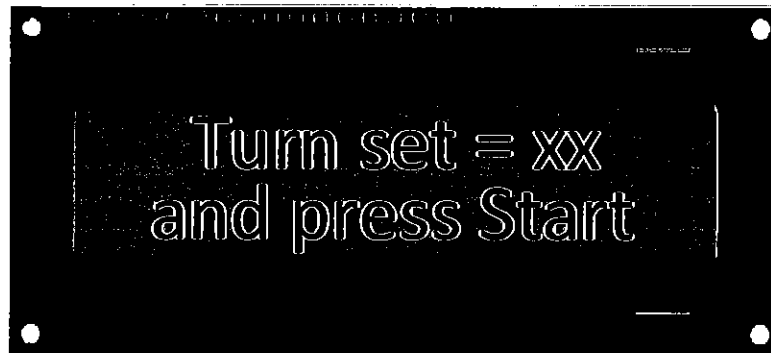 Turn set = xx
and press Start